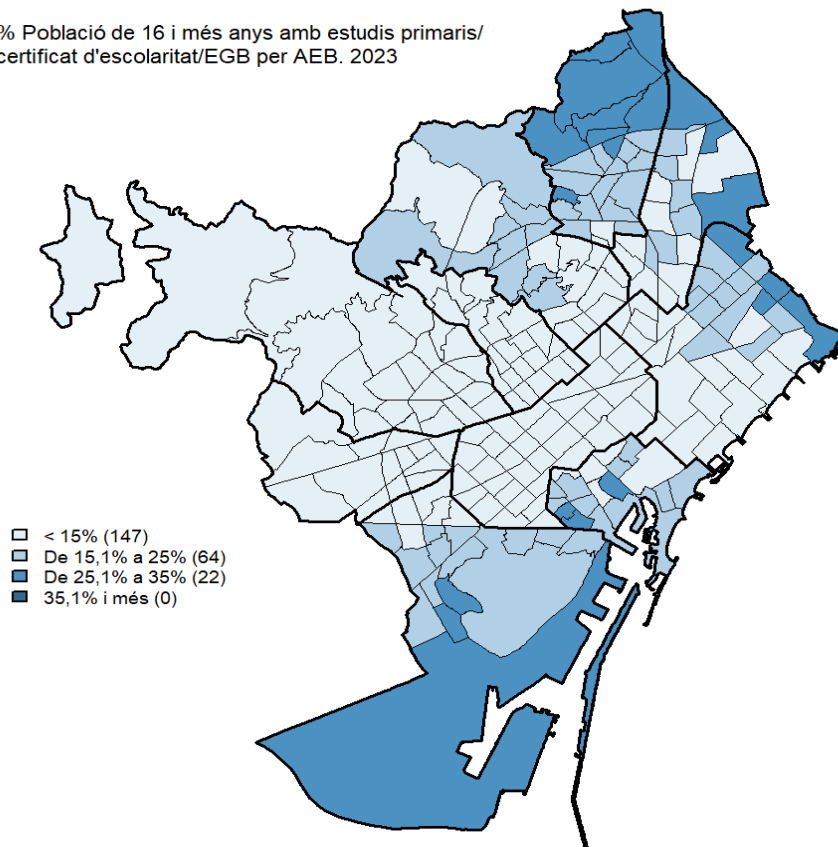 % Població de 16 i més anys amb estudis primaris/
certificat d'escolaritat/EGB per AEB. 2023
< 15% (147)
De 15,1% a 25% (64)
De 25,1% a 35% (22)
35,1% i més (0)